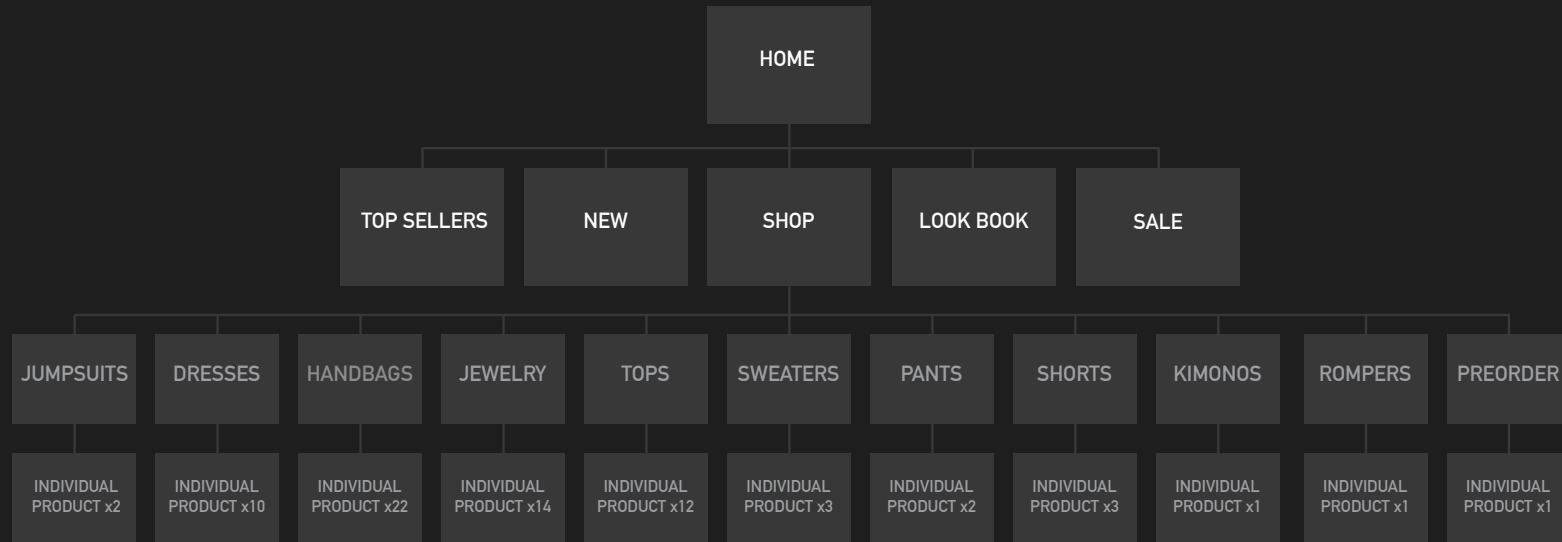 HOME
TOP SELLERS
NEW
SHOP
LOOK BOOK
SALE
JUMPSUITS
DRESSES
HANDBAGS
JEWELRY
TOPS
SWEATERS
PANTS
SHORTS
KIMONOS
ROMPERS
PREORDER
INDIVIDUAL
PRODUCT x2
INDIVIDUAL
PRODUCT x10
INDIVIDUAL
PRODUCT x22
INDIVIDUAL
PRODUCT x14
INDIVIDUAL
PRODUCT x12
INDIVIDUAL
PRODUCT x3
INDIVIDUAL
PRODUCT x2
INDIVIDUAL
PRODUCT x3
INDIVIDUAL
PRODUCT x1
INDIVIDUAL
PRODUCT x1
INDIVIDUAL
PRODUCT x1